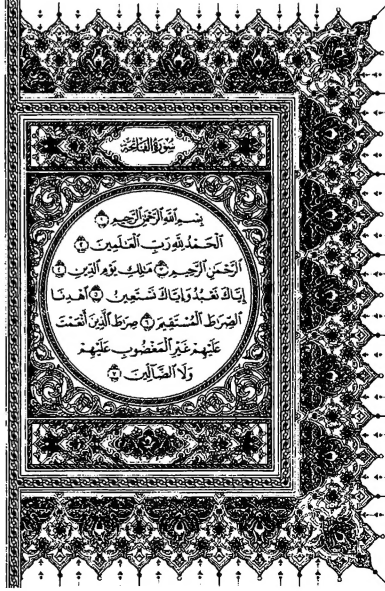 سُورَةُ الفَاتِحَةِ
بِسْمِ ٱللَّهِ ٱلرَّحْمَٰنِ ٱلرَّحِيمِ ١
ٱلْحَمْدُ لِلَّهِ رَبِّ ٱلْعَٰلَمِينَ ٢
ٱلرَّحْمَٰنِ ٱلرَّحِيمِ ٣ مَٰلِكِ يَوْمِ ٱلدِّينِ ٤
إِيَّاكَ نَعْبُدُ وَإِيَّاكَ نَسْتَعِينُ ٥ ٱهْدِنَا
ٱلصِّرَٰطَ ٱلْمُسْتَقِيمَ ٦ صِرَٰطَ ٱلَّذِينَ أَنْعَمْتَ
عَلَيْهِمْ غَيْرِ ٱلْمَغْضُوبِ عَلَيْهِمْ
وَلَا ٱلضَّآلِّينَ ٧